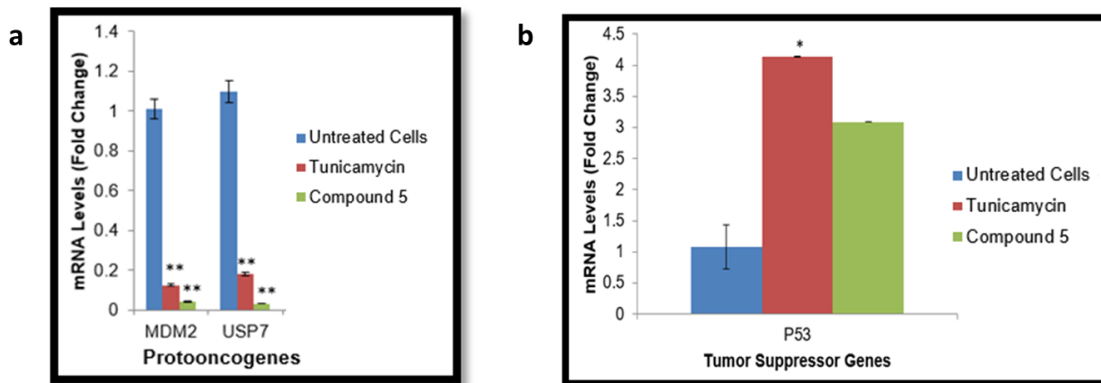 a
mRNA Levels (Fold Change)
1.4
1.2
1
0.8
0.6
0.4
0.2
0
**
**
**
**
MDM2
USP7
Protooncogenes
Untreated Cells
Tunicamycin
Compound 5
b
mRNA Levels (Fold Change)
4.5
4
3.5
3
2.5
2
1.5
1
0.5
0
*
P53
Tumor Suppressor Genes
Untreated Cells
Tunicamycin
Compound 5